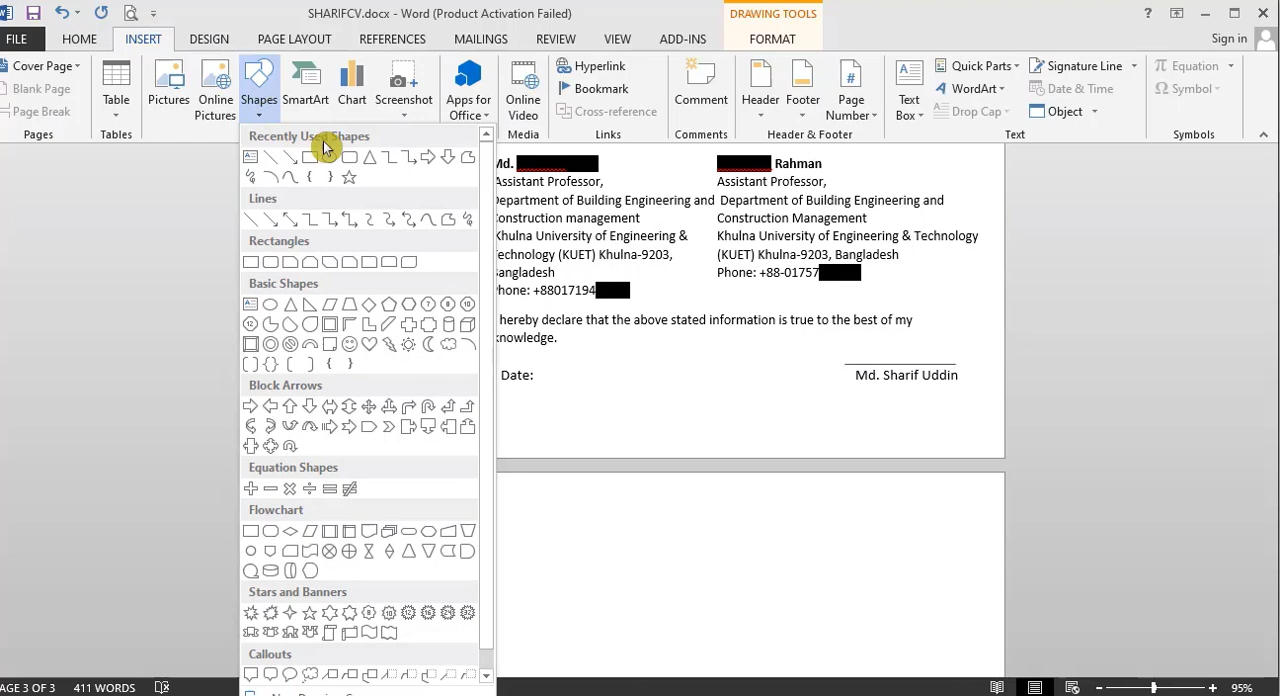 SHARIFCV.docx - Word (Product Activation Failed)
DRAWING TOOLS
?
FILE
HOME
INSERT
DESIGN
PAGE LAYOUT
REFERENCES
MAILINGS
REVIEW
VIEW
ADD-INS
FORMAT
Sign in
Cover Page
Blank Page
Page Break
Pages
Table
Tables
Pictures
Online
Pictures
Shapes
SmartArt
Chart
Screenshot
Apps for
Office
Online
Video
Media
Hyperlink
Bookmark
Cross-reference
Links
Comment
Comments
Header
Footer
Page
Number
Header & Footer
Text
Box
Quick Parts
WordArt
Drop Cap
Signature Line
Date & Time
Object
Text
Equation
Symbol
Symbols
Recently Used Shapes
Lines
Rectangles
Basic Shapes
Block Arrows
Equation Shapes
Flowchart
Stars and Banners
Callouts
Md.
Assistant Professor,
Department of Building Engineering and
Construction management
Khulna University of Engineering &
Technology (KUET) Khulna-9203,
Bangladesh
Phone: +88017194
Rahman
Assistant Professor,
Department of Building Engineering and
Construction Management
Khulna University of Engineering & Technology
(KUET) Khulna-9203, Bangladesh
Phone: +88-01757
hereby declare that the above stated information is true to the best of my
knowledge.
Date:
Md. Sharif Uddin
AGE 3 OF 3
411 WORDS
95%